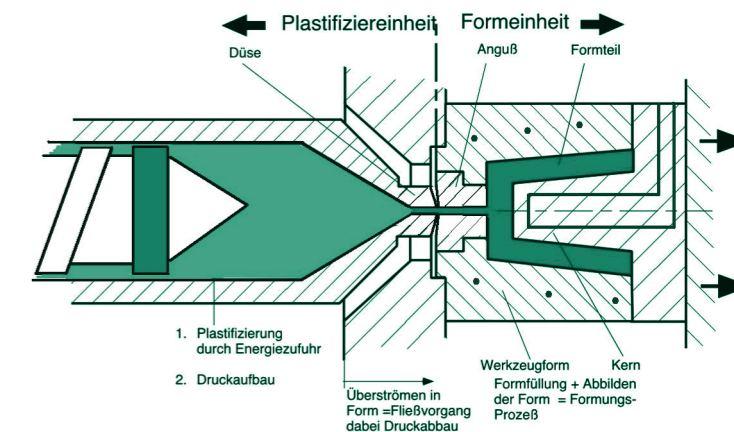 Plastifiziereinheit
Formeinheit
Düse
Anguß
Formteil
1. Plastifizierung
durch Energiezufuhr
2. Druckaufbau
Überströmen in
Form =Fließvorgang
dabei Druckabbau
Werkzeugform
Kern
Formfüllung + Abbilden
der Form = Formungs-
Prozeß